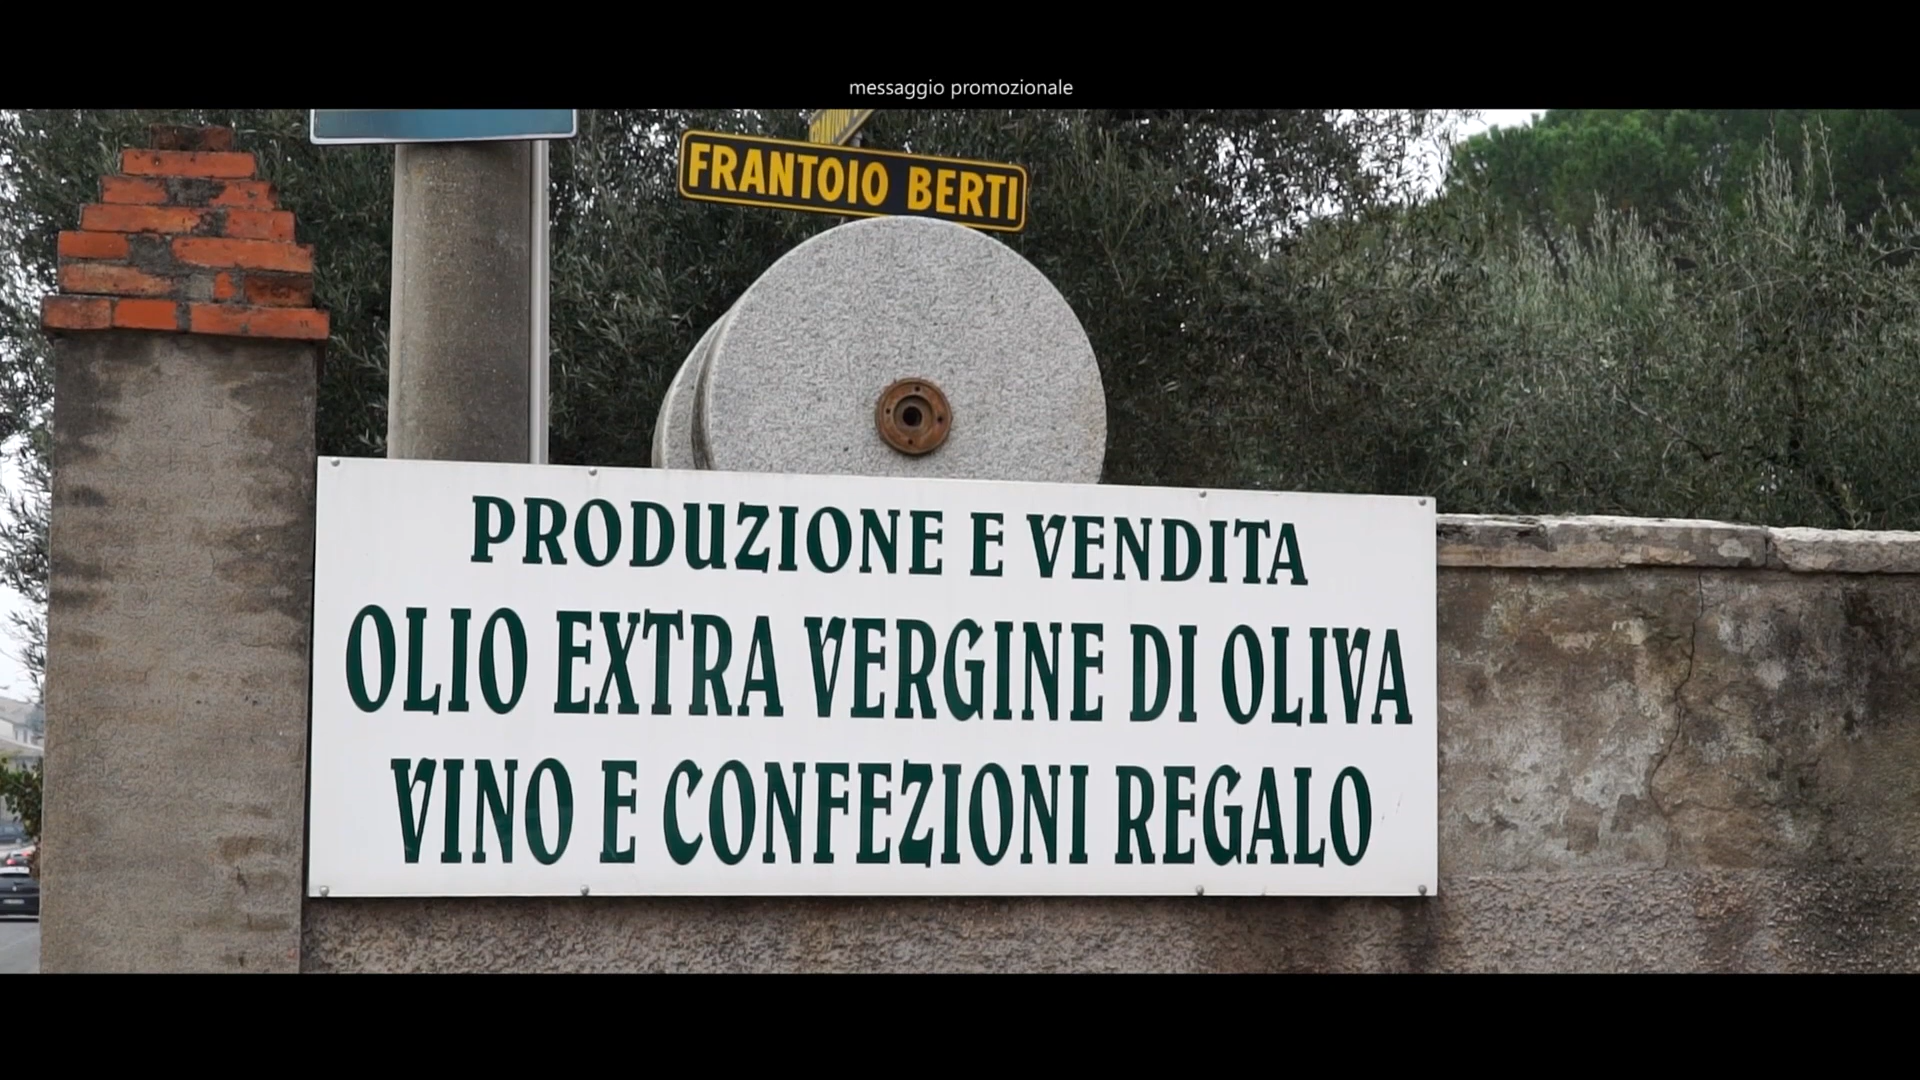 messaggio promozionale
FRANTOIO BERTI
PRODUZIONE E VENDITA
OLIO EXTRA VERGINE DI OLIVA
VINO E CONFEZIONI REGALO